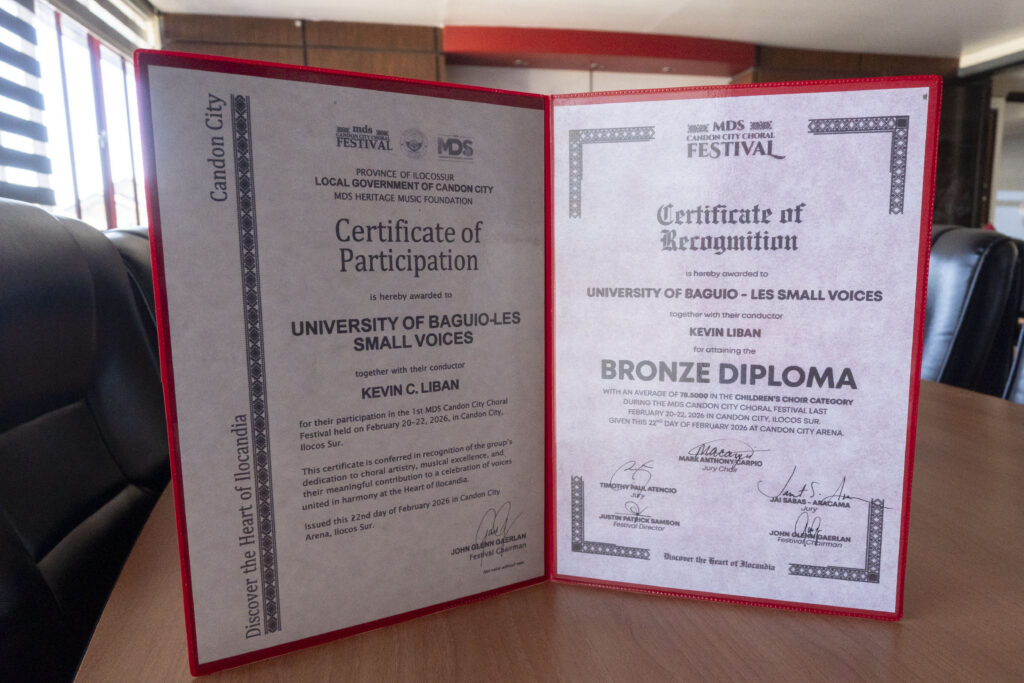 Candon City
Discover the Heart of Ilocandia
mds
CANDON CITY CHORAL
FESTIVAL
MDS
PROVINCE OF ILOCOSSUR
LOCAL GOVERNMENT OF CANDON CITY
MDS HERITAGE MUSIC FOUNDATION
Certificate of
Participation
is hereby awarded to
UNIVERSITY OF BAGUIO-LES
SMALL VOICES
together with their conductor
KEVIN C. LIBAN
for their participation in the 1st MDS Candon City Choral
Festival held on February 20-22, 2026, in Candon City,
Ilocos Sur.
This certificate is conferred in recognition of the group's
dedication to choral artistry, musical excellence, and
their meaningful contribution to a celebration of voices
united in harmony at the Heart of Ilocandia.
Issued this 22nd day of February 2026 in Candon City
Arena, Ilocos Sur.
JOHN GLENN GAERLAN
Festival Chairman
Not valid without
MDS
CANDON CITY CHORAL
FESTIVAL
Certificate of
Recognition
is hereby awarded to
UNIVERSITY OF BAGUIO - LES SMALL VOICES
together with their conductor
KEVIN LIBAN
for attaining the
BRONZE DIPLOMA
WITH AN AVERAGE OF 78.5000 IN THE CHILDREN'S CHOIR CATEGORY
DURING THE MDS CANDON CITY CHORAL FESTIVAL LAST
FEBRUARY 20-22, 2026 IN CANDON CITY, ILOCOS SUR.
GIVEN THIS 22ND DAY OF FEBRUARY 2026 AT CANDON CITY ARENA.
MARK ANTHONY CARPIO
Jury Chair
TIMOTHY PAUL ATENCIO
Jury
JAI SABAS - ARACAMA
Jury
JUSTIN PATRICK SAMSON
Festival Director
JOHN GLENN GAERLAN
Festival Chairman
Discover the Heart of Ilocandia